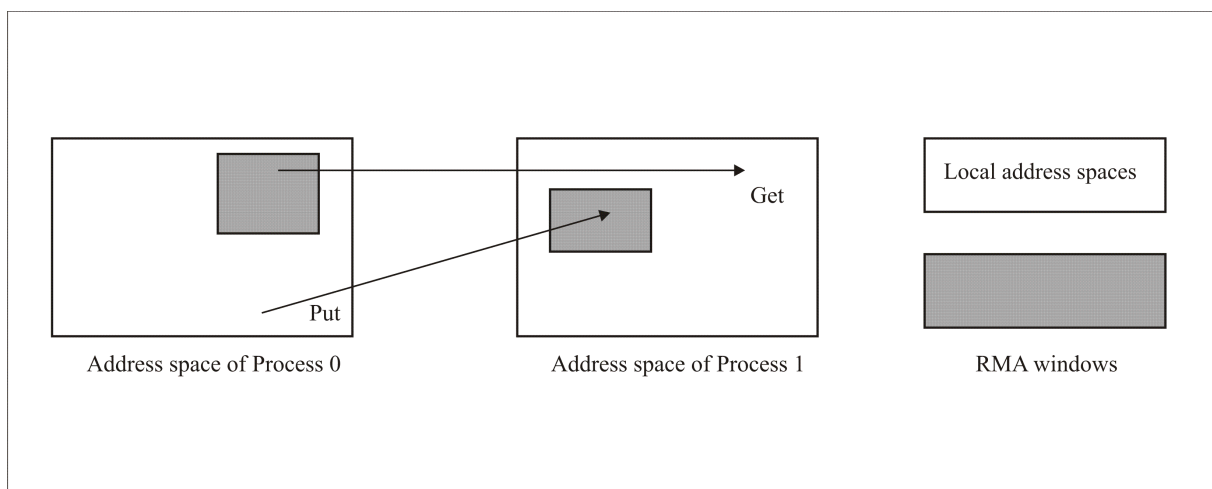 Local address spaces
Get
Put
Address space of Process 0
Address space of Process 1
RMA windows